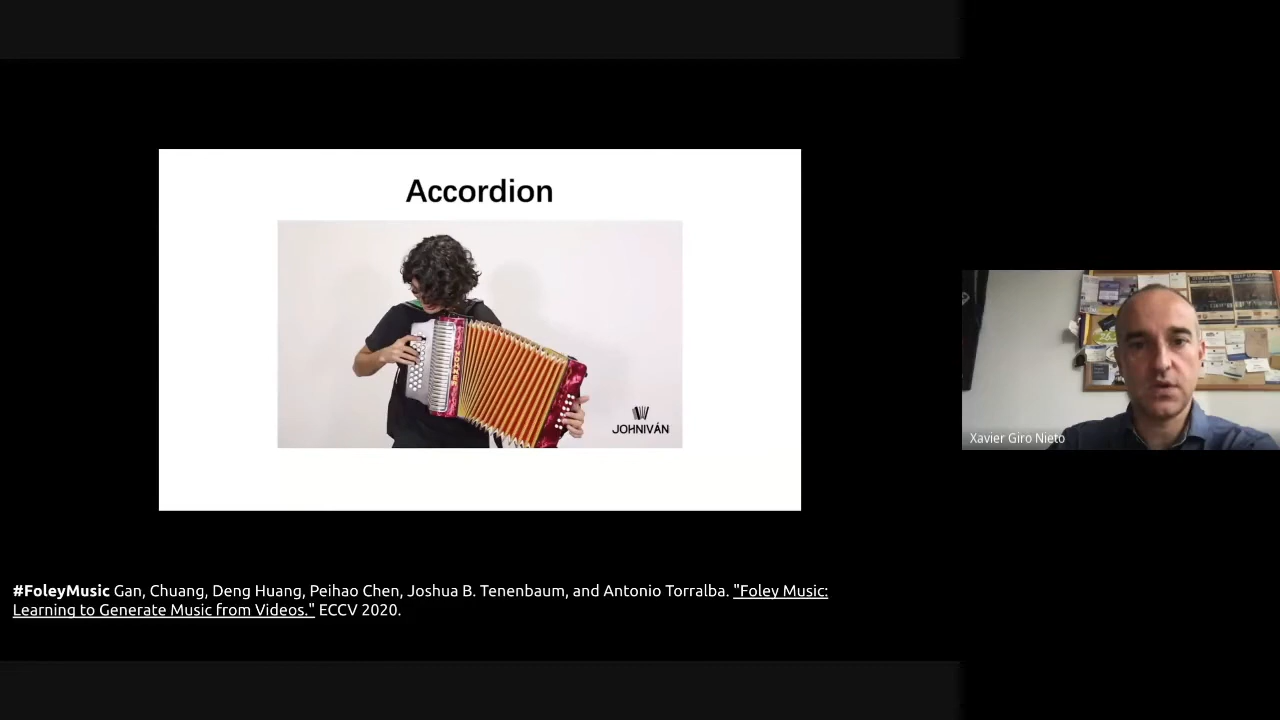 Accordion
HOHNER
JOHNIVÁN
Xavier Giro Nieto
#FoleyMusic Gan, Chuang, Deng Huang, Peihao Chen, Joshua B. Tenenbaum, and Antonio Torralba. "Foley Music:
Learning to Generate Music from Videos." ECCV 2020.